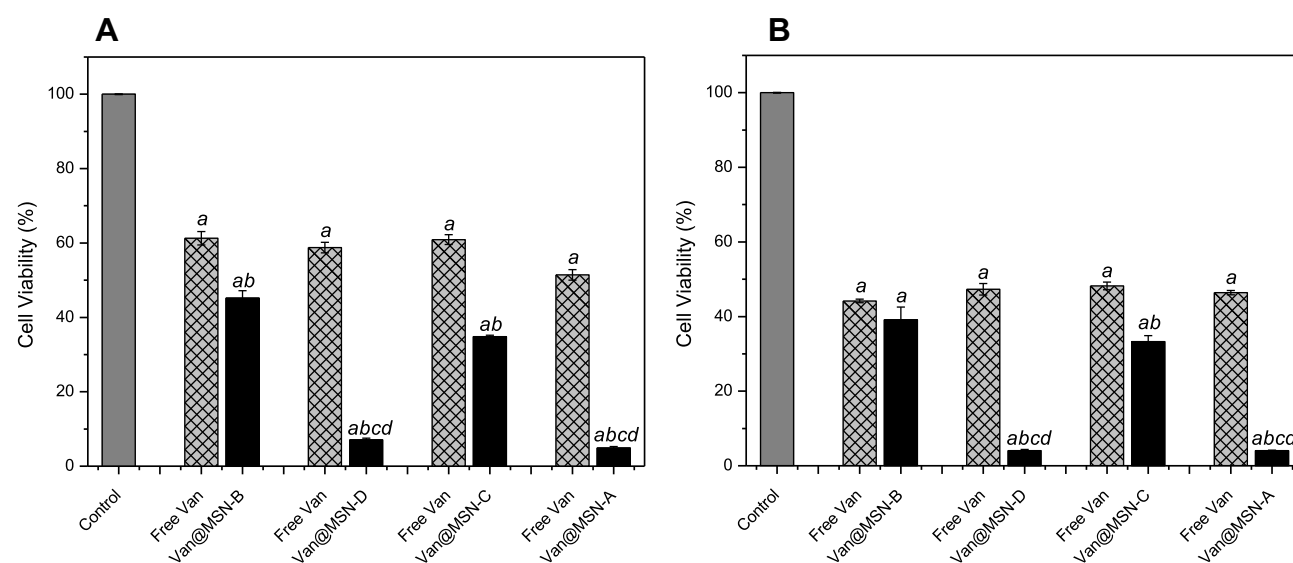 A
Cell Viability (%)
100
80
60
40
20
0
a
ab
a
abcd
a
ab
a
abcd
Control
Free Van
Van@MSN-B
Free Van
Van@MSN-D
Free Van
Van@MSN-C
Free Van
Van@MSN-A
B
Cell Viability (%)
100
80
60
40
20
0
a
a
a
abcd
a
ab
a
abcd
Control
Free Van
Van@MSN-B
Free Van
Van@MSN-D
Free Van
Van@MSN-C
Free Van
Van@MSN-A